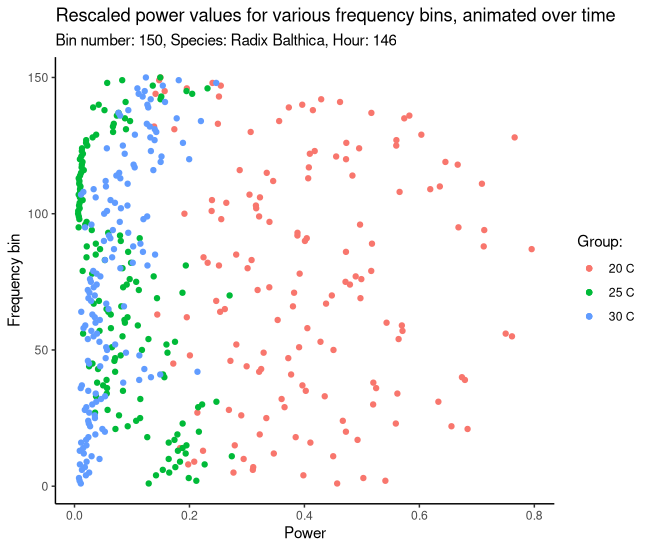 Rescaled power values for various frequency bins, animated over time
Bin number: 150, Species: Radix Balthica, Hour: 146
150
100
50
0
Frequency bin
0.0 0.2 0.4 0.6 0.8
Power
Group:
20 C
25 C
30 C